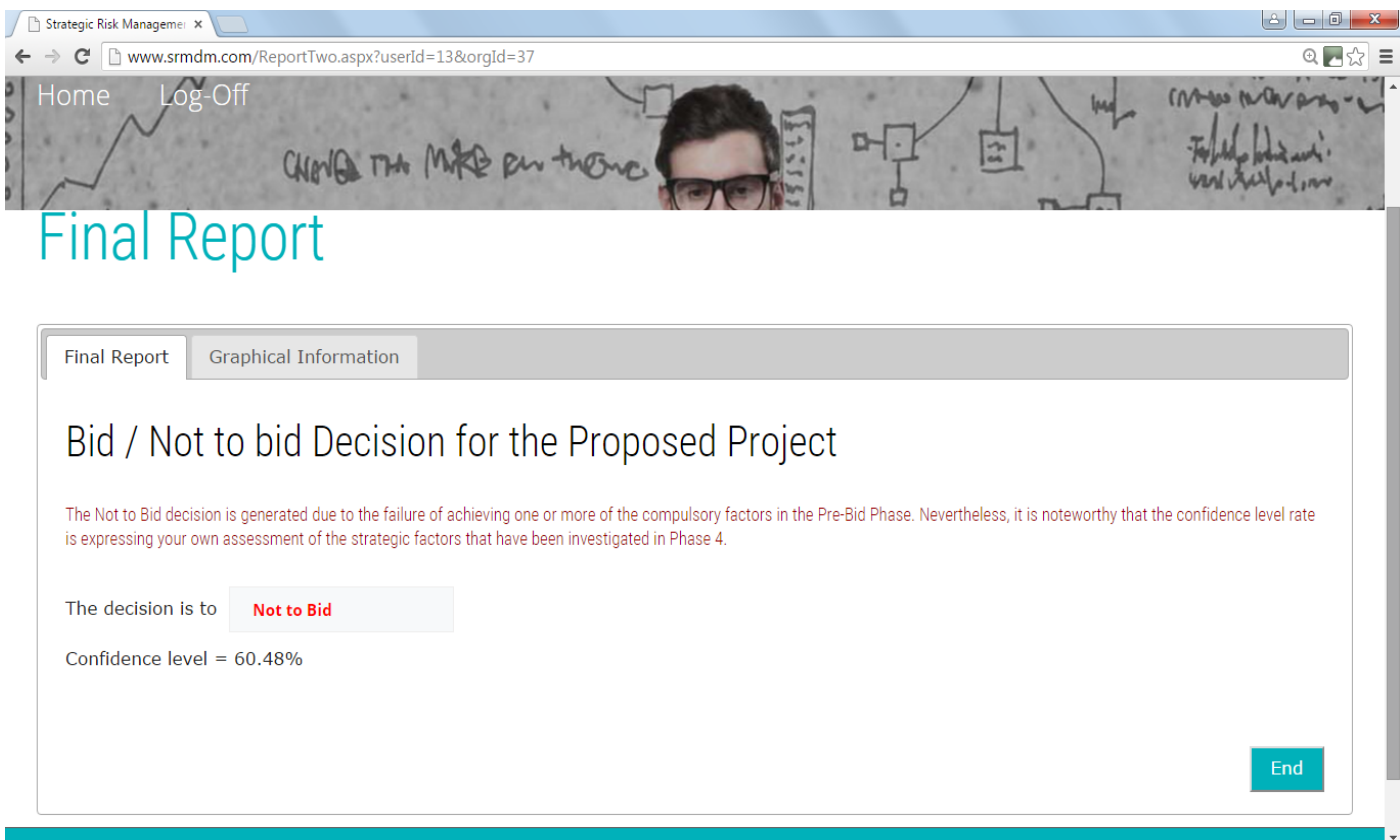 Strategic Risk Managemer
www.srmdm.com/ReportTwo.aspx?userId=13&orgId=37
Home Log-Off
THE
Final Report
Final Report Graphical Information
Bid / Not to bid Decision for the Proposed Project
The Not to Bid decision is generated due to the failure of achieving one or more of the compulsory factors in the Pre-Bid Phase. Nevertheless, it is noteworthy that the confidence level rate
is expressing your own assessment of the strategic factors that have been investigated in Phase 4.
The decision is to Not to Bid
Confidence level = 60.48%
End